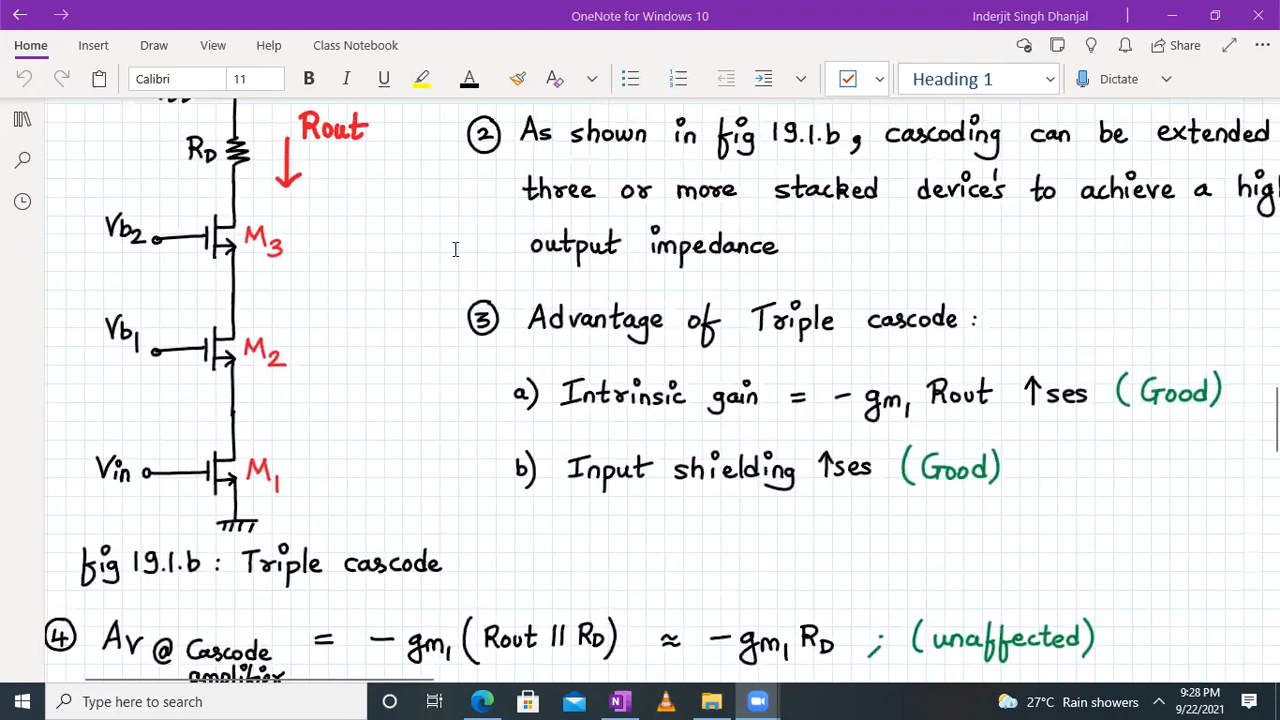 OneNote for Windows 10
Inderjit Singh Dhanjal
Home Insert Draw View Help Class Notebook
Share
Calibri 11 B I U A Heading 1 Dictate
RD
Rout
Vb2
M3
Vb1
M2
Vin
M1
fig 19.1.b : Triple cascode
② As shown in fig 19.1.b, cascoding can be extended
three or more stacked device's to achieve a hig
output impedance
③ Advantage of Triple cascode :
a) Intrinsic gain = - gm1 Rout ↑ses (Good)
b) Input shielding ↑ses (Good)
④ Av @ Cascode amplifier = - gm1 (Rout || RD) ≈ - gm1 RD ; (unaffected)
Type here to search
27°C Rain showers
9:28 PM
9/22/2021